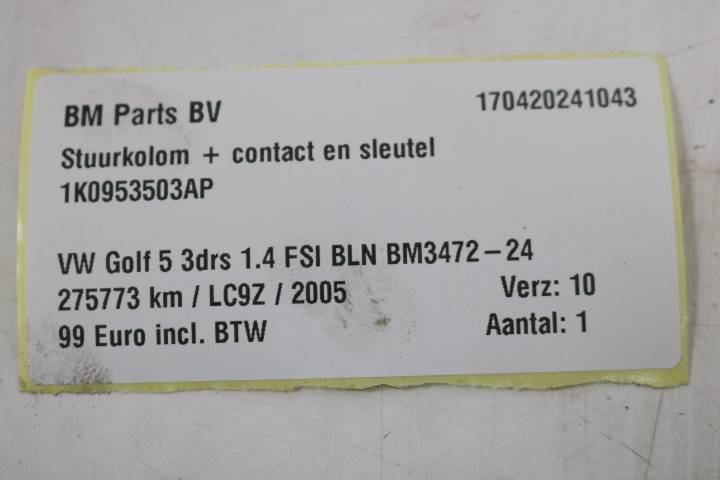 BM Parts BV 170420241043
Stuurkolom + contact en sleutel
1K0953503AP
VW Golf 5 3drs 1.4 FSI BLN BM3472-24
275773 km / LC9Z / 2005 Verz: 10
99 Euro incl. BTW Aantal: 1